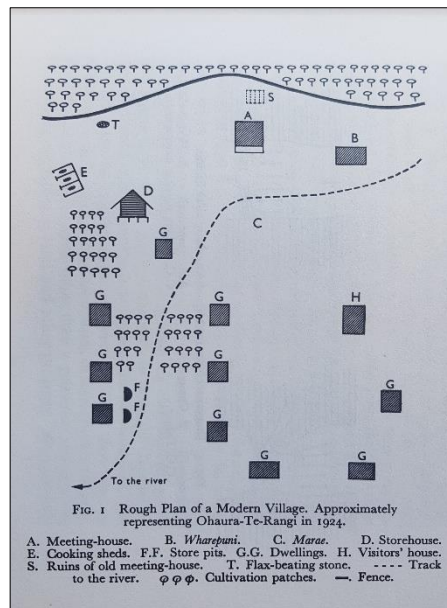 S
A
T
B
E
D
C
G
G
G
H
G
F
G
G
F
G
G
G
G
To the river
FIG. 1 Rough Plan of a Modern Village. Approximately
representing Ohaura-Te-Rangi in 1924.
A. Meeting-house. B. Wharepuni. C. Marae. D. Storehouse.
E. Cooking sheds. F.F. Store pits. G.G. Dwellings. H. Visitors' house.
S. Ruins of old meeting-house. T. Flax-beating stone. Track
to the river. Cultivation patches. Fence.